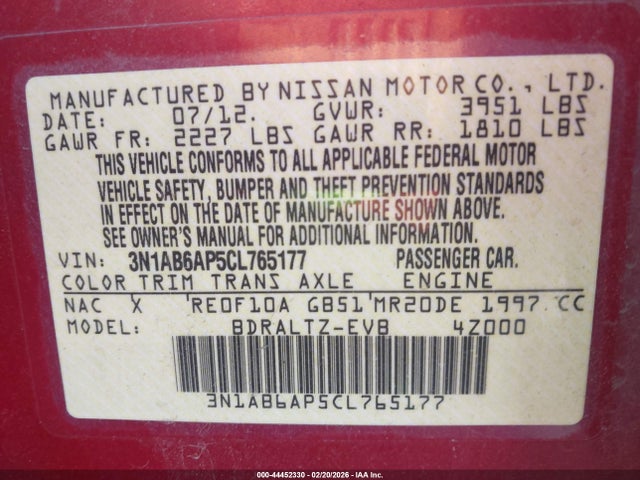 MANUFACTURED BY NISSAN MOTOR CO., LTD.
DATE: 07/12. GVWR: 3951 LBS
GAWR FR: 2227 LBS GAWR RR: 1810 LBS
THIS VEHICLE CONFORMS TO ALL APPLICABLE FEDERAL MOTOR
VEHICLE SAFETY, BUMPER AND THEFT PREVENTION STANDARDS
IN EFFECT ON THE DATE OF MANUFACTURE SHOWN ABOVE.
SEE OWNER'S MANUAL FOR ADDITIONAL INFORMATION.
VIN: 3N1AB6AP5CL765177 PASSENGER CAR.
COLOR TRIM TRANS AXLE ENGINE
NAC X RE0F10A GB51 MR20DE 1997 CC
MODEL: BDRALTZ-EVB 4Z000
3N1AB6AP5CL765177
000-44452330 - 02/20/2026 - IAA Inc.